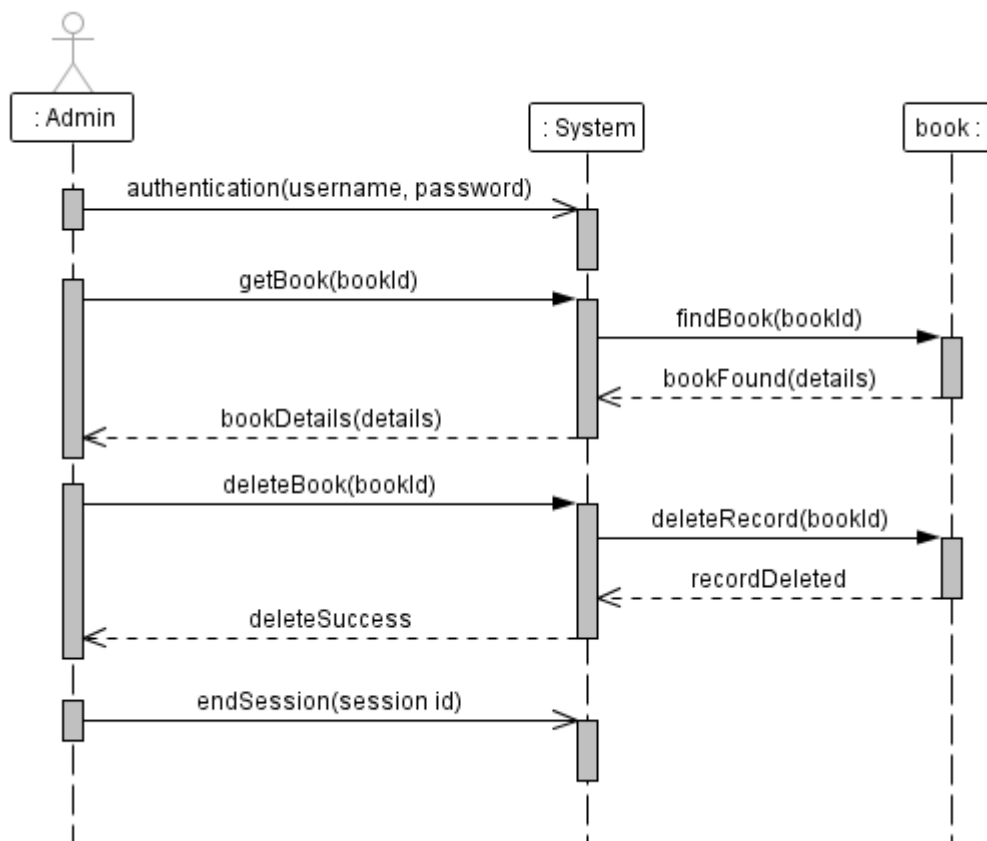 : Admin
: System
book :
authentication(username, password)
getBook(bookId)
findBook(bookId)
bookFound(details)
bookDetails(details)
deleteBook(bookId)
deleteRecord(bookId)
recordDeleted
deleteSuccess
endSession(session id)